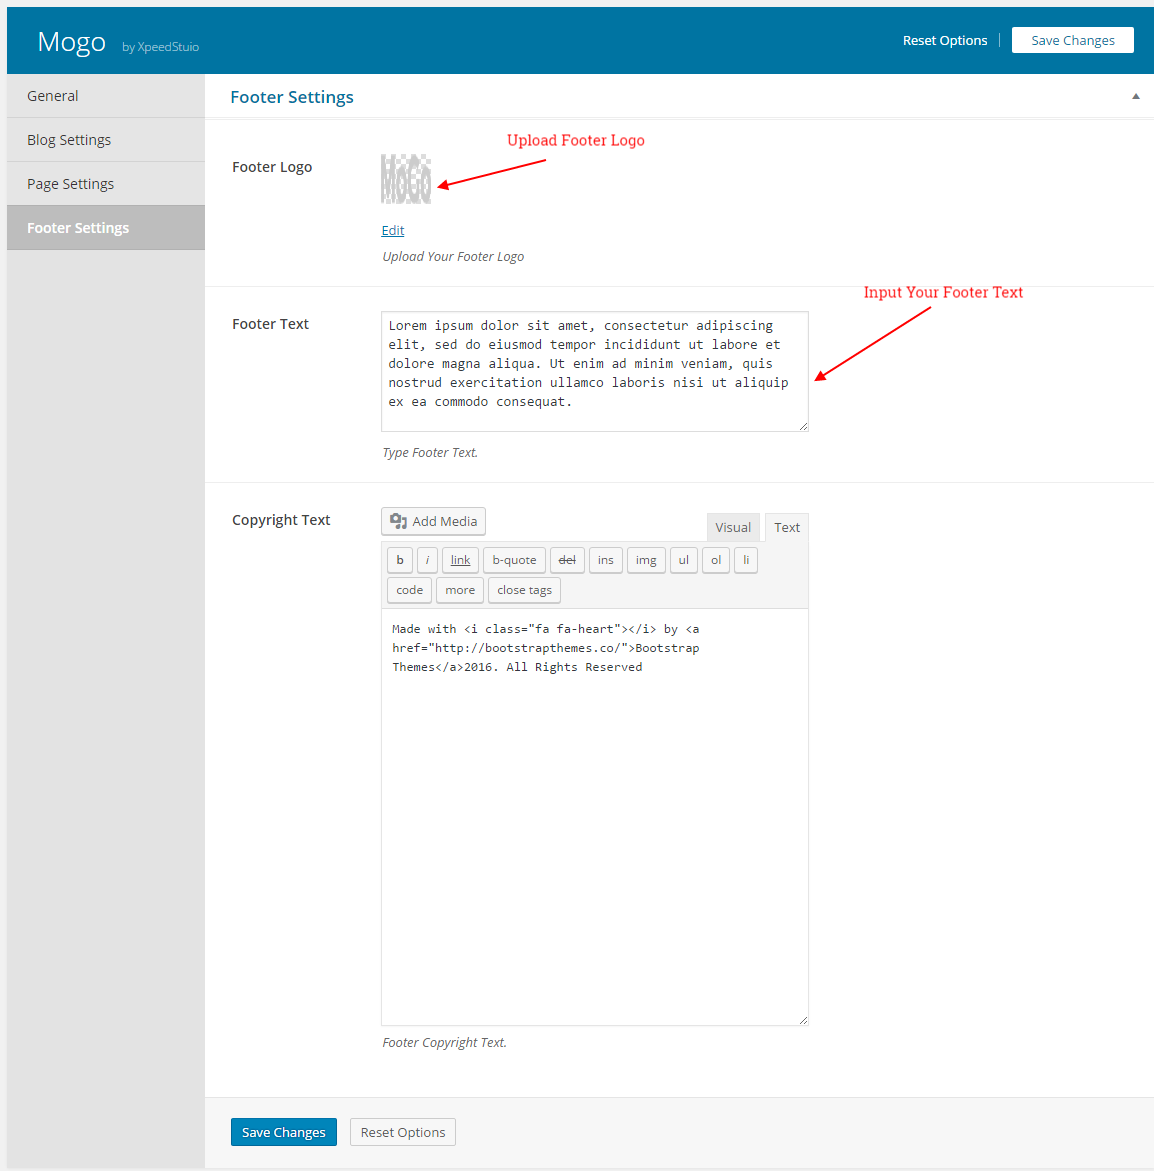 Mogo by XpeedStuio
Reset Options
Save Changes
General
Blog Settings
Page Settings
Footer Settings
Footer Settings
Upload Footer Logo
Footer Logo
MOGO
Edit
Upload Your Footer Logo
Input Your Footer Text
Footer Text
Lorem ipsum dolor sit amet, consectetur adipiscing
elit, sed do eiusmod tempor incididunt ut labore et
dolore magna aliqua. Ut enim ad minim veniam, quis
nostrud exercitation ullamco laboris nisi ut aliquip
ex ea commodo consequat.
Type Footer Text.
Copyright Text
Add Media
Visual Text
b i link b-quote del ins img ul ol li
code more close tags
Made with <i class="fa fa-heart"></i> by <a
href="http://bootstrapthemes.co/">Bootstrap
Themes</a>2016. All Rights Reserved
Footer Copyright Text.
Save Changes Reset Options